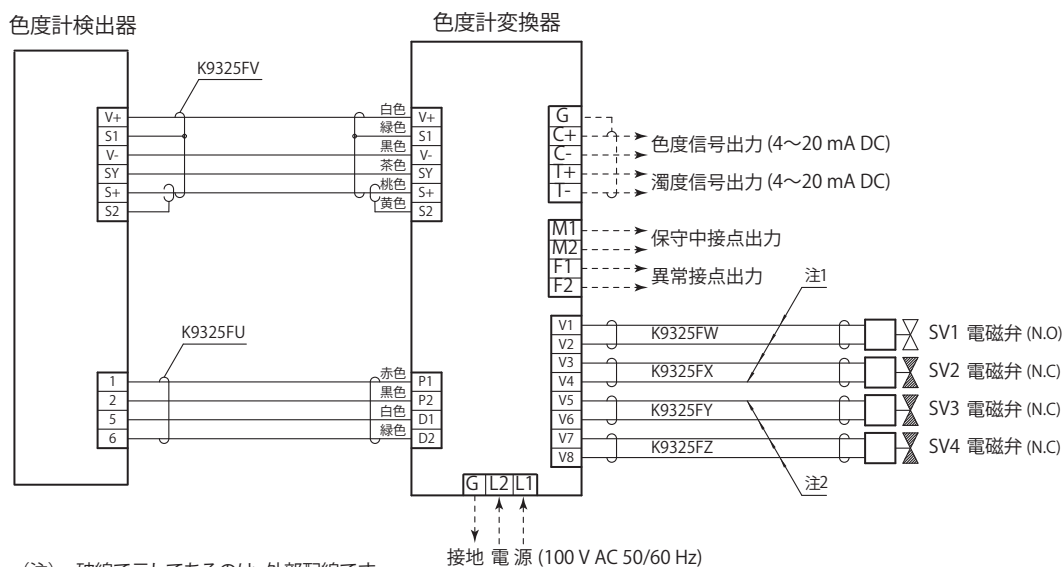 色度計検出器
色度計変換器
K9325FV
V+
S1
V-
SY
S+
S2
白色
緑色
黒色
茶色
桃色
黄色
V+
S1
V-
SY
S+
S2
G
C+
C-
T+
T-
色度信号出力 (4～20 mA DC)
濁度信号出力 (4～20 mA DC)
M1
M2
F1
F2
保守中接点出力
異常接点出力
注1
K9325FU
1
2
5
6
赤色
黒色
白色
緑色
P1
P2
D1
D2
V1
V2
V3
V4
V5
V6
V7
V8
K9325FW
K9325FX
K9325FY
K9325FZ
SV1 電磁弁 (N.O)
SV2 電磁弁 (N.C)
SV3 電磁弁 (N.C)
SV4 電磁弁 (N.C)
注2
G L2 L1
接地 電源 (100 V AC 50/60 Hz)